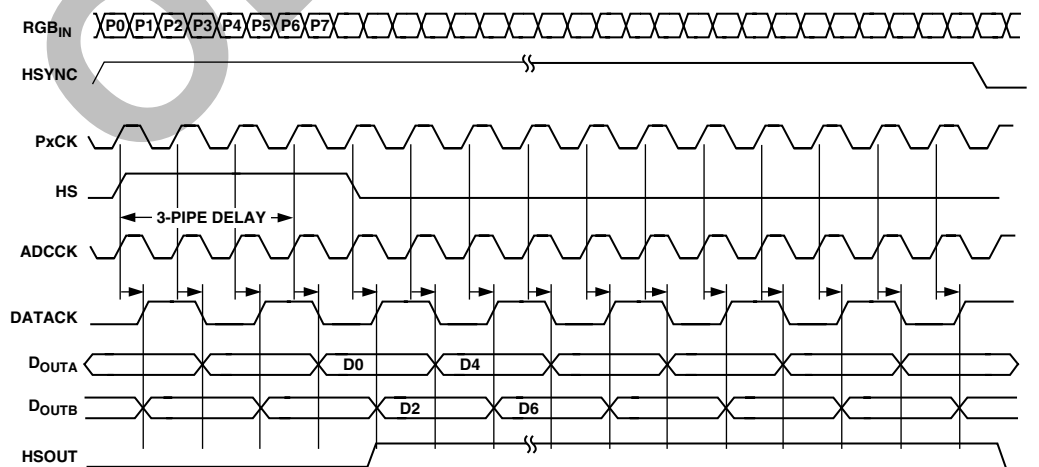 RGBIN P0 P1 P2 P3 P4 P5 P6 P7
HSYNC
PxCK
HS
3-PIPE DELAY
ADCCK
DATACK
DOUTA D0 D4
DOUTB D2 D6
HSOUT